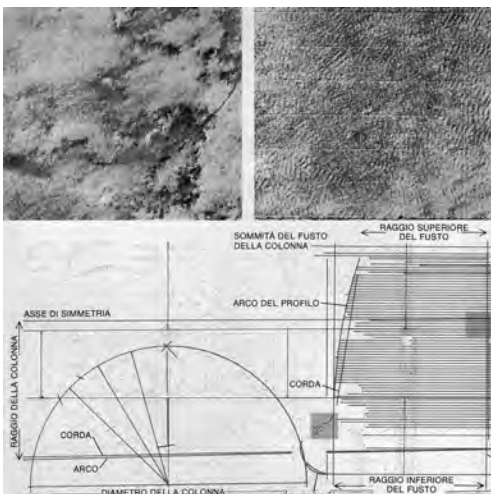 RAGGIO SUPERIORE
DEL FUSTO
SOMMITÀ DEL FUSTO
DELLA COLONNA
ARCO DEL PROFILO
ASSE DI SIMMETRIA
RAGGIO DELLA COLONNA
CORDA
CORDA
ARCO
RAGGIO INFERIORE
DEL FUSTO
DIAMETRO DELLA COLONNA